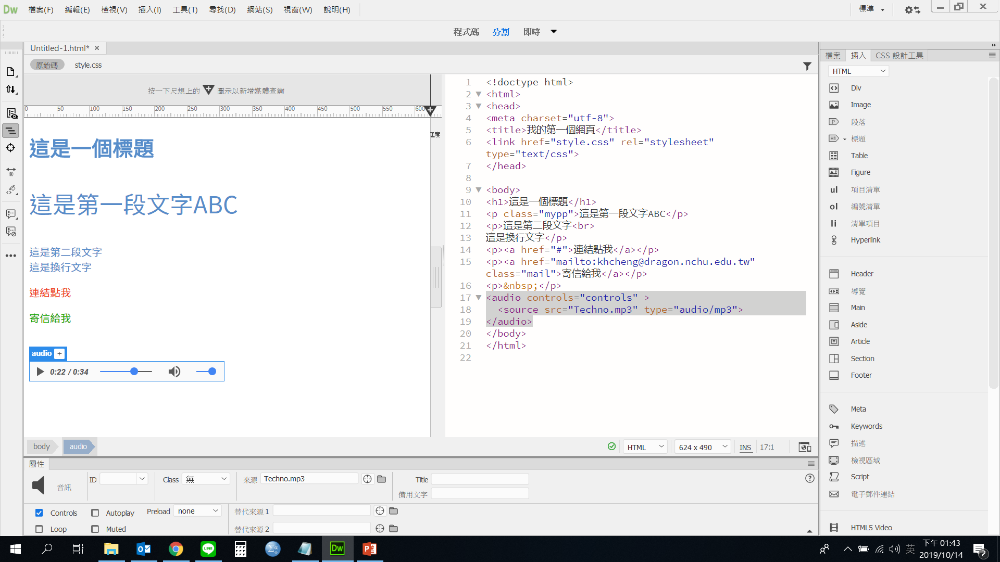 Dw 檔案(F) 編輯(E) 檢視(V) 插入(I) 工具(T) 尋找(D) 網站(S) 視窗(W) 說明(H) 標準
程式碼 分割 即時
Untitled-1.html*
原始碼 style.css
按一下尺規上的 圖示以新增媒體查詢
0 50 100 150 200 250 300 350 400 450 500 550 600
寬度
這是一個標題
這是第一段文字ABC
這是第二段文字
這是換行文字
連結點我
寄信給我
audio +
0:22 / 0:34
1 <!doctype html>
2 <html>
3 <head>
4 <meta charset="utf-8">
5 <title>我的第一個網頁</title>
6 <link href="style.css" rel="stylesheet"
type="text/css">
7 </head>
8
9 <body>
10 <h1>這是一個標題</h1>
11 <p class="mypp">這是第一段文字ABC</p>
12 <p>這是第二段文字<br>
13 這是換行文字</p>
14 <p><a href="#">連結點我</a></p>
15 <p><a href="mailto:khcheng@dragon.nchu.edu.tw"
class="mail">寄信給我</a></p>
16 <p>&nbsp;</p>
17 <audio controls="controls" >
18 <source src="Techno.mp3" type="audio/mp3">
19 </audio>
20 </body>
21 </html>
22
body audio
HTML 624 x 490 INS 17:1
屬性
音訊 ID Class 無 來源 Techno.mp3 Title
備用文字
Controls Autoplay Preload none 替代來源 1
Loop Muted 替代來源 2
檔案 插入 CSS 設計工具
HTML
Div
Image
P 段落
H1 標題
Table
Figure
ul 項目清單
ol 編號清單
li 清單項目
Hyperlink
Header
導覽
Main
Aside
Article
Section
Footer
Meta
Keywords
描述
檢視區域
Script
電子郵件連結
HTML5 Video
LINE
Dw
英
下午 01:43
2019/10/14
2